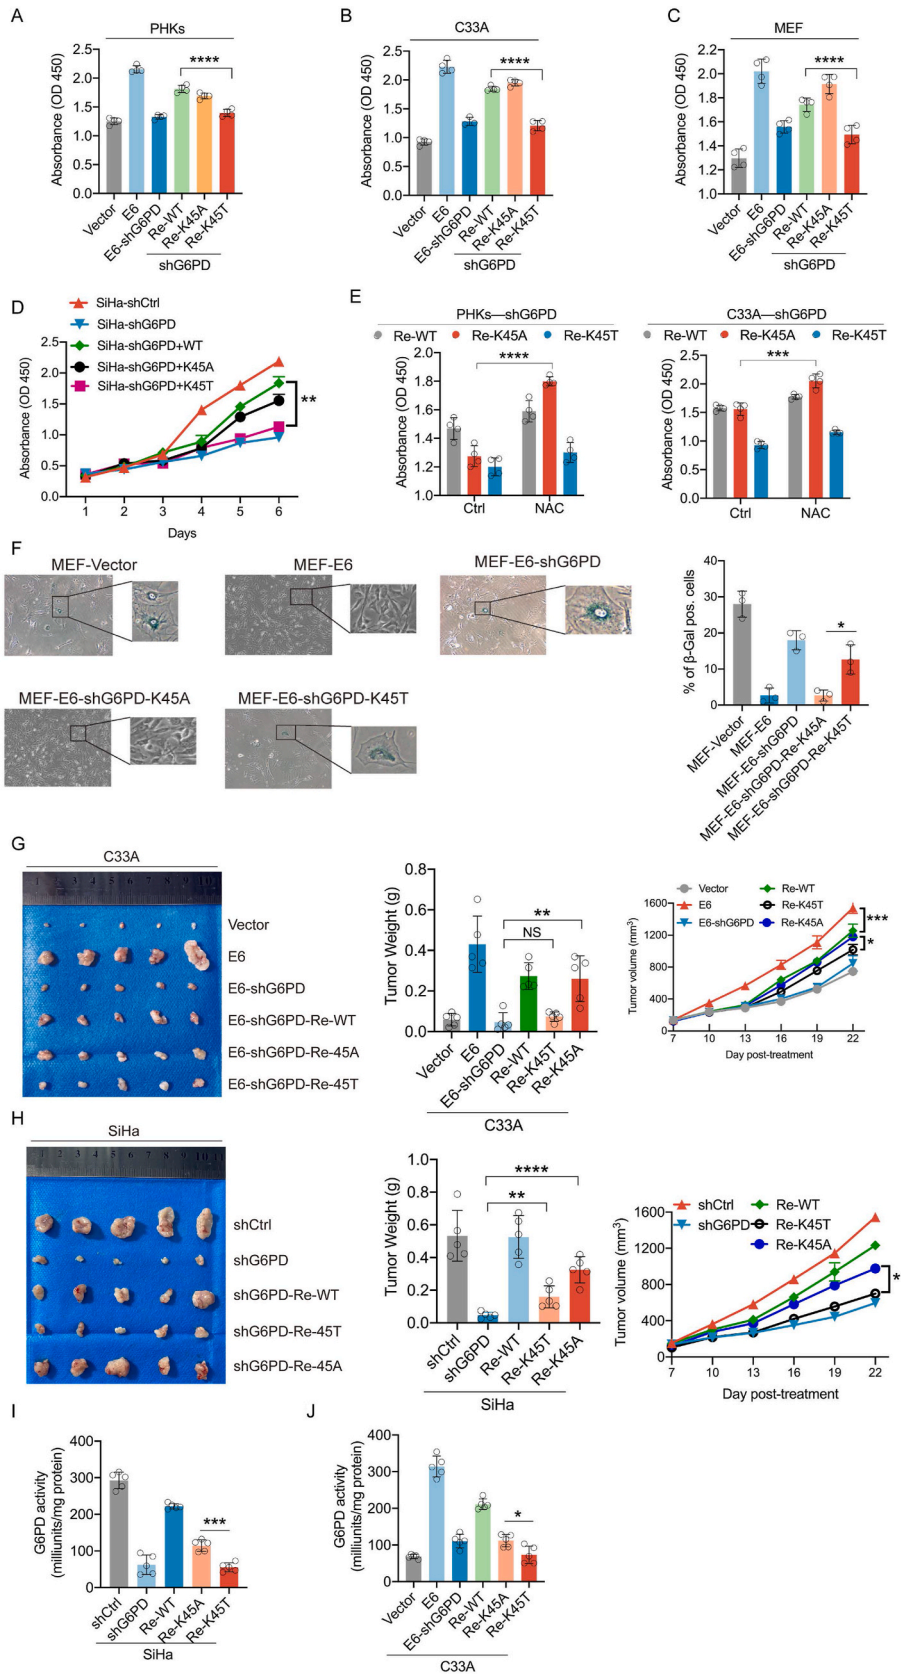 A
PHKs
Absorbance (OD 450)
2.5
2.0
1.5
1.0
0.5
0.0
****
Vector
E6
E6-shG6PD
Re-WT
Re-K45A
Re-K45T
shG6PD
B
C33A
Absorbance (OD 450)
2.5
2.0
1.5
1.0
0.5
0.0
****
Vector
E6
E6-shG6PD
Re-WT
Re-K45A
Re-K45T
shG6PD
C
MEF
Absorbance (OD 450)
2.2
1.8
1.4
1.2
1.0
****
Vector
E6
E6-shG6PD
Re-WT
Re-K45A
Re-K45T
shG6PD
D
SiHa-shCtrl
SiHa-shG6PD
SiHa-shG6PD+WT
SiHa-shG6PD+K45A
SiHa-shG6PD+K45T
Absorbance (OD 450)
2.5
2.0
1.5
1.0
0.5
0.0
**
1 2 3 4 5 6
Days
E
PHKs—shG6PD
Re-WT Re-K45A Re-K45T
Absorbance (OD 450)
2.0
1.8
1.6
1.4
1.2
1.0
****
Ctrl NAC
C33A—shG6PD
Re-WT Re-K45A Re-K45T
Absorbance (OD 450)
2.5
2.0
1.5
1.0
0.5
0.0
***
Ctrl NAC
F
MEF-Vector
MEF-E6
MEF-E6-shG6PD
MEF-E6-shG6PD-K45A
MEF-E6-shG6PD-K45T
% of β-Gal pos. cells
40
30
20
10
0
*
MEF-Vector
MEF-E6
MEF-E6-shG6PD
MEF-E6-shG6PD-Re-K45A
MEF-E6-shG6PD-Re-K45T
G
C33A
1 2 3 4 5 6 7 8 9 10
Vector
E6
E6-shG6PD
E6-shG6PD-Re-WT
E6-shG6PD-Re-45A
E6-shG6PD-Re-45T
Tumor Weight (g)
0.8
0.6
0.4
0.2
0.0
**
NS
Vector
E6
E6-shG6PD
Re-WT
Re-K45T
Re-K45A
C33A
Vector Re-WT
E6 Re-K45T
E6-shG6PD Re-K45A
Tumor volume (mm³)
1600
1200
800
400
0
***
*
7 10 13 16 19 22
Day post-treatment
H
SiHa
1 2 3 4 5 6 7 8 9 10
shCtrl
shG6PD
shG6PD-Re-WT
shG6PD-Re-45T
shG6PD-Re-45A
Tumor Weight (g)
1.0
0.8
0.6
0.4
0.2
0.0
****
**
shCtrl
shG6PD
Re-WT
Re-K45T
Re-K45A
SiHa
shCtrl Re-WT
shG6PD Re-K45T
Re-K45A
Tumor volume (mm³)
1600
1200
800
400
0
*
7 10 13 16 19 22
Day post-treatment
I
G6PD activity
(milliunits/mg protein)
400
300
200
100
0
***
shCtrl
shG6PD
Re-WT
Re-K45A
Re-K45T
SiHa
J
G6PD activity
(milliunits/mg protein)
400
300
200
100
0
*
Vector
E6
E6-shG6PD
Re-WT
Re-K45A
Re-K45T
C33A